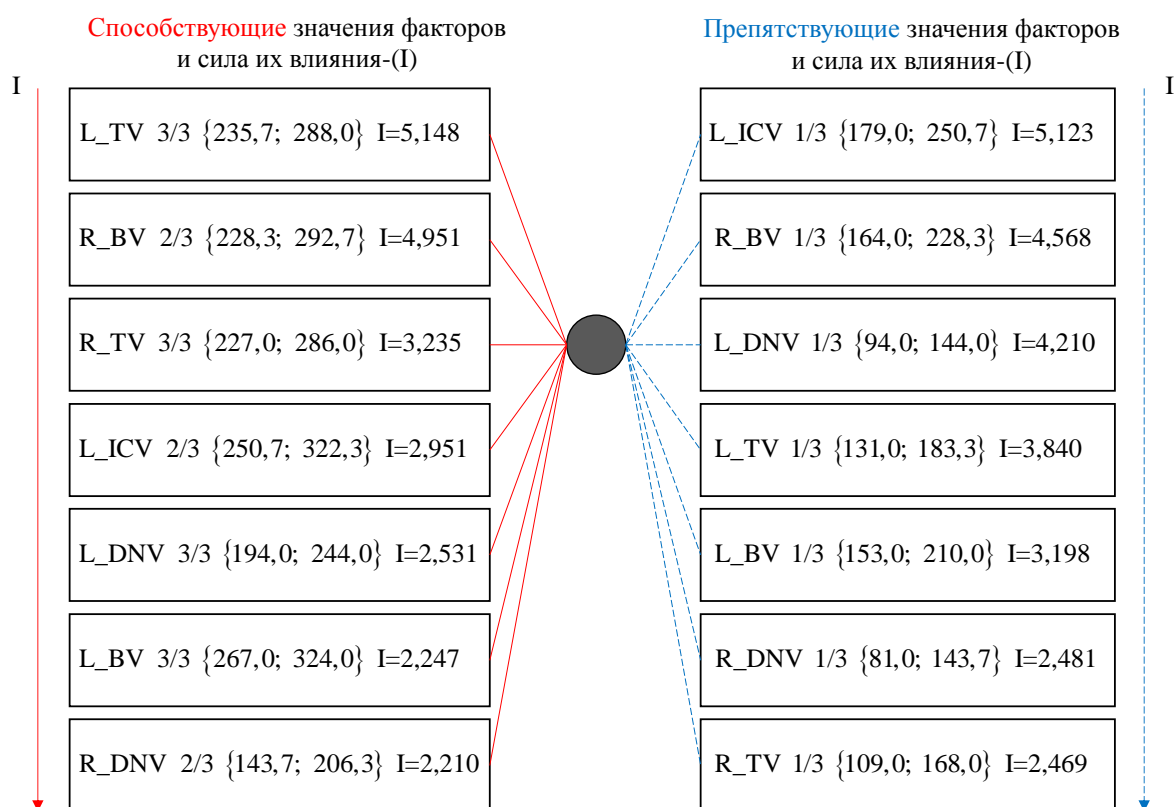 Способствующие значения факторов
и сила их влияния-(I)
I
L_TV 3/3 {235,7; 288,0} I=5,148
R_BV 2/3 {228,3; 292,7} I=4,951
R_TV 3/3 {227,0; 286,0} I=3,235
L_ICV 2/3 {250,7; 322,3} I=2,951
L_DNV 3/3 {194,0; 244,0} I=2,531
L_BV 3/3 {267,0; 324,0} I=2,247
R_DNV 2/3 {143,7; 206,3} I=2,210
Препятствующие значения факторов
и сила их влияния-(I)
I
L_ICV 1/3 {179,0; 250,7} I=5,123
R_BV 1/3 {164,0; 228,3} I=4,568
L_DNV 1/3 {94,0; 144,0} I=4,210
L_TV 1/3 {131,0; 183,3} I=3,840
L_BV 1/3 {153,0; 210,0} I=3,198
R_DNV 1/3 {81,0; 143,7} I=2,481
R_TV 1/3 {109,0; 168,0} I=2,469